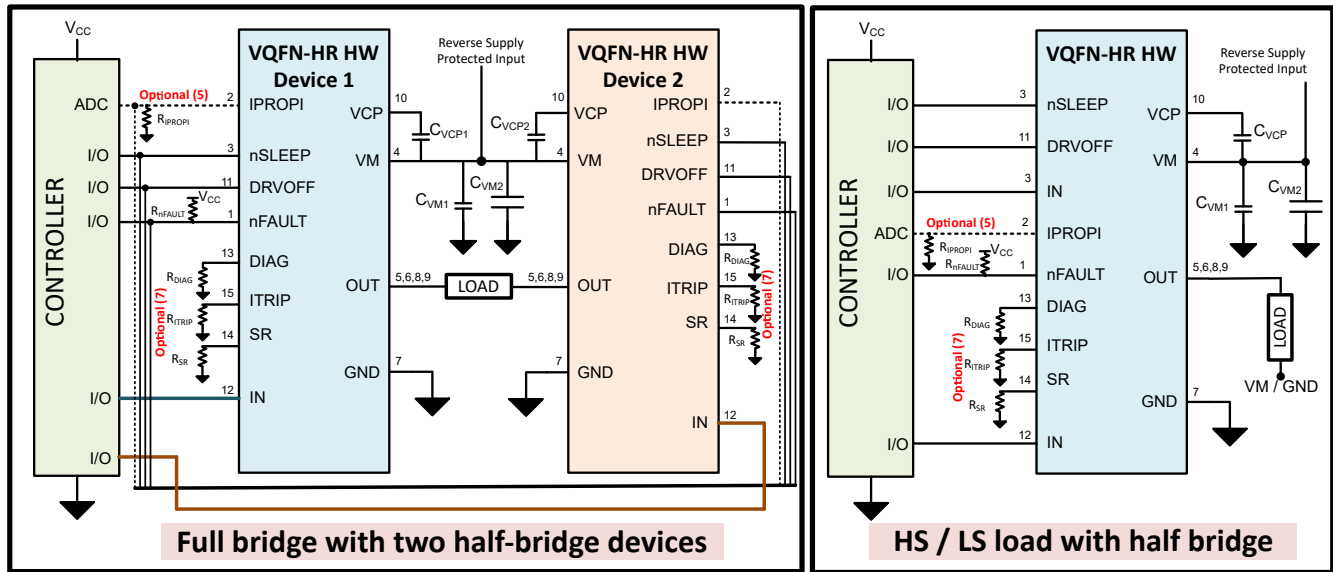 VCC
CONTROLLER
ADC
I/O
I/O
I/O
I/O
I/O
Optional (5)
RIPROPI
VCC
RnFAULT
RDIAG
RITRIP
RSR
Optional (7)
2
3
11
1
13
15
14
12
VQFN-HR HW
Device 1
IPROPI
nSLEEP
DRVOFF
nFAULT
DIAG
ITRIP
SR
IN
VCP
VM
OUT
GND
10
4
5,6,8,9
7
Reverse Supply
Protected Input
CVCP1
CVCP2
CVM1
CVM2
LOAD
10
4
5,6,8,9
7
VQFN-HR HW
Device 2
VCP
VM
OUT
GND
IPROPI
nSLEEP
DRVOFF
nFAULT
DIAG
ITRIP
SR
IN
2
3
11
1
13
15
14
12
RDIAG
RITRIP
RSR
Optional (7)
Full bridge with two half-bridge devices
VCC
CONTROLLER
I/O
I/O
I/O
ADC
I/O
I/O
Optional (5)
RIPROPI
VCC
RnFAULT
RDIAG
RITRIP
RSR
Optional (7)
3
11
3
2
1
13
15
14
12
VQFN-HR HW
nSLEEP
DRVOFF
IN
IPROPI
nFAULT
DIAG
ITRIP
SR
IN
VCP
VM
OUT
GND
10
4
5,6,8,9
7
Reverse Supply
Protected Input
CVCP
CVM1
CVM2
LOAD
VM / GND
HS / LS load with half bridge